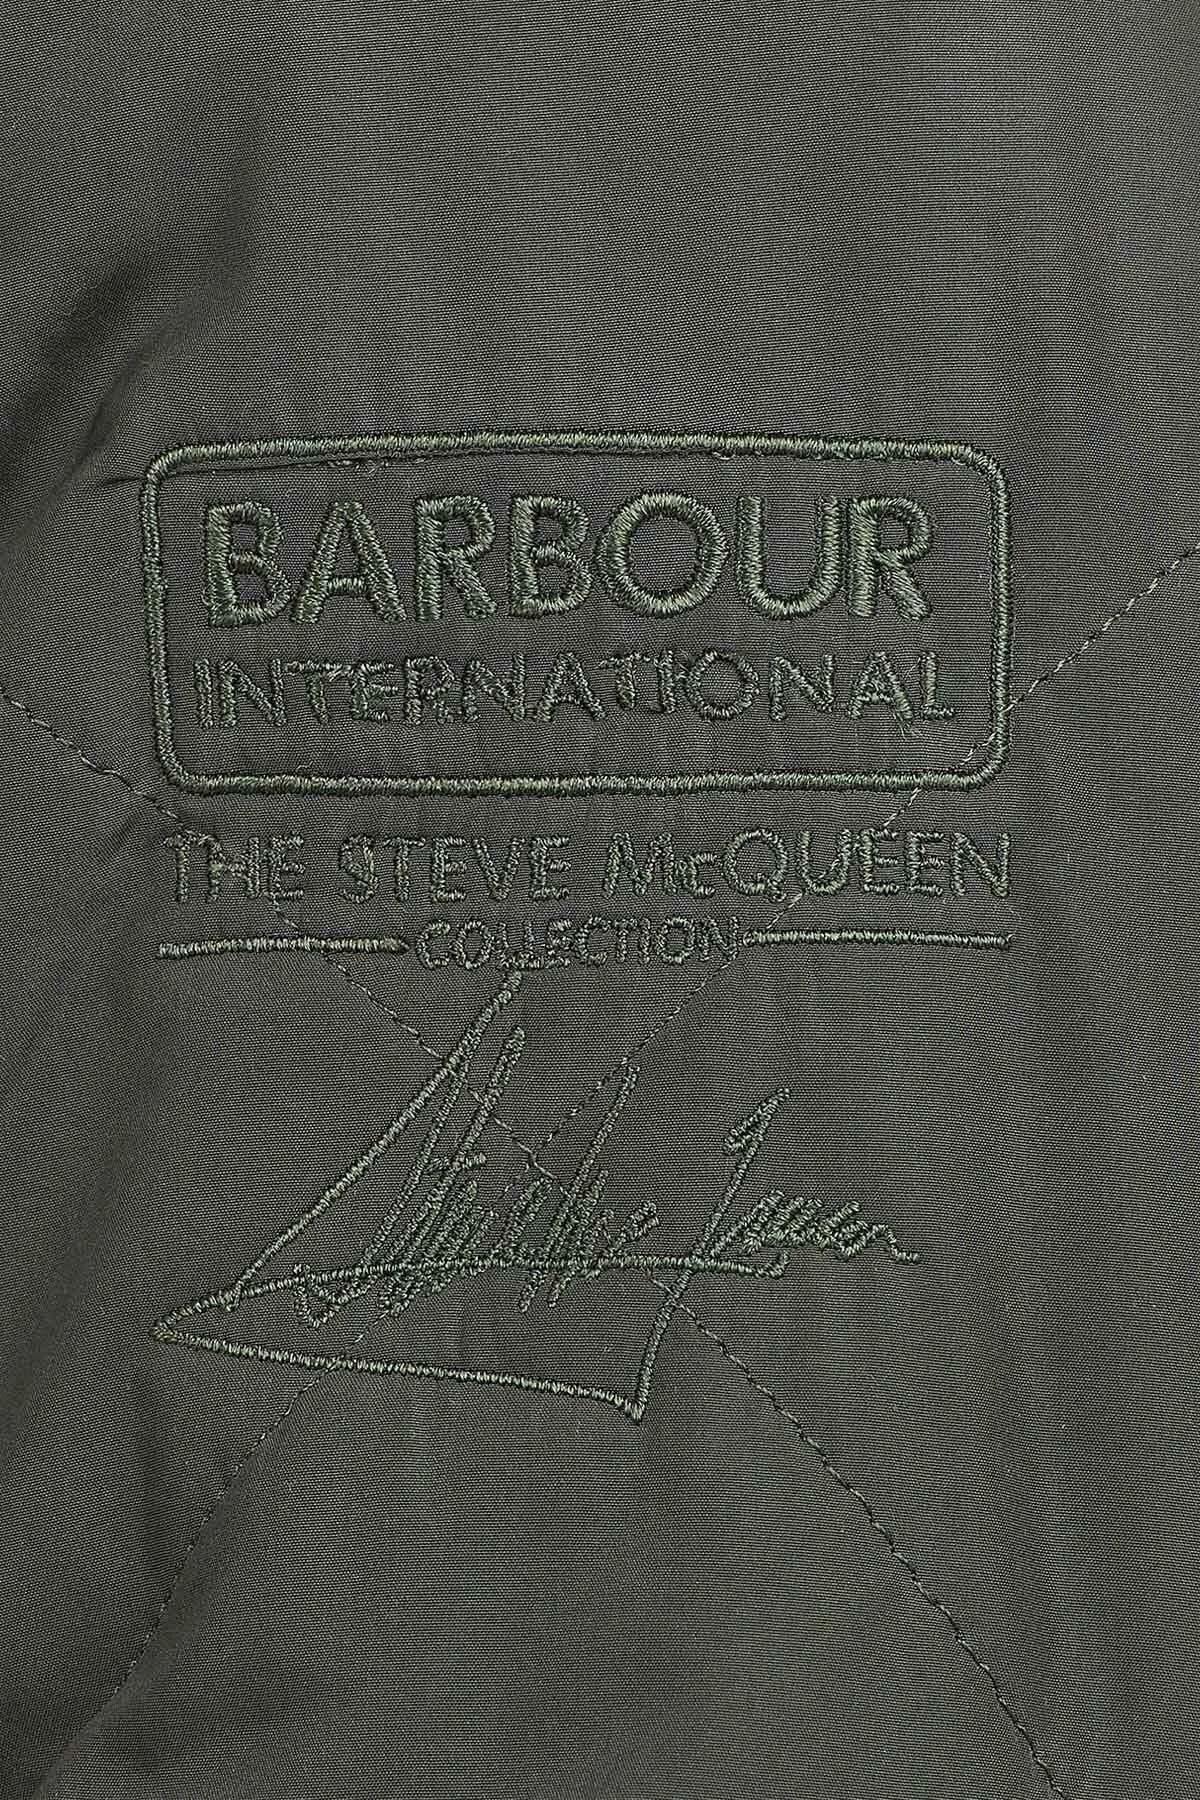 BARBOUR
INTERNATIONAL
THE STEVE McQUEEN
COLLECTION